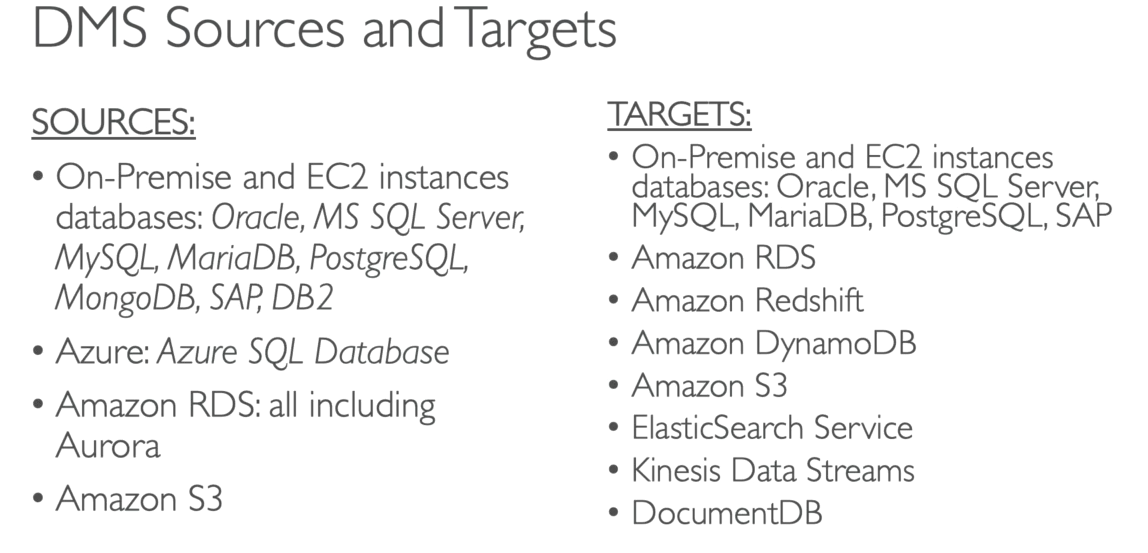 DMS Sources and Targets
SOURCES:
• On-Premise and EC2 instances
databases: Oracle, MS SQL Server,
MySQL, MariaDB, PostgreSQL,
MongoDB, SAP, DB2
• Azure: Azure SQL Database
• Amazon RDS: all including
Aurora
• Amazon S3
TARGETS:
• On-Premise and EC2 instances
databases: Oracle, MS SQL Server,
MySQL, MariaDB, PostgreSQL, SAP
• Amazon RDS
• Amazon Redshift
• Amazon DynamoDB
• Amazon S3
• ElasticSearch Service
• Kinesis Data Streams
• DocumentDB